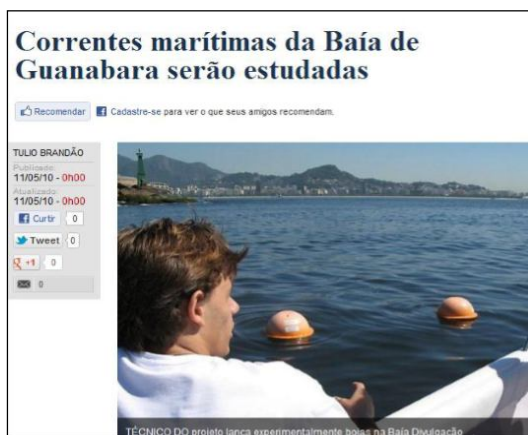 Correntes marítimas da Baía de
Guanabara serão estudadas
Recomendar
Cadastre-se para ver o que seus amigos recomendam.
TULIO BRANDÃO
Publicado:
11/05/10 - 0h00
Atualizado:
11/05/10 - 0h00
Curtir 0
Tweet 0
+1 0
0
TÉCNICO DO projeto lança experimentalmente boias na Baía Divulgação